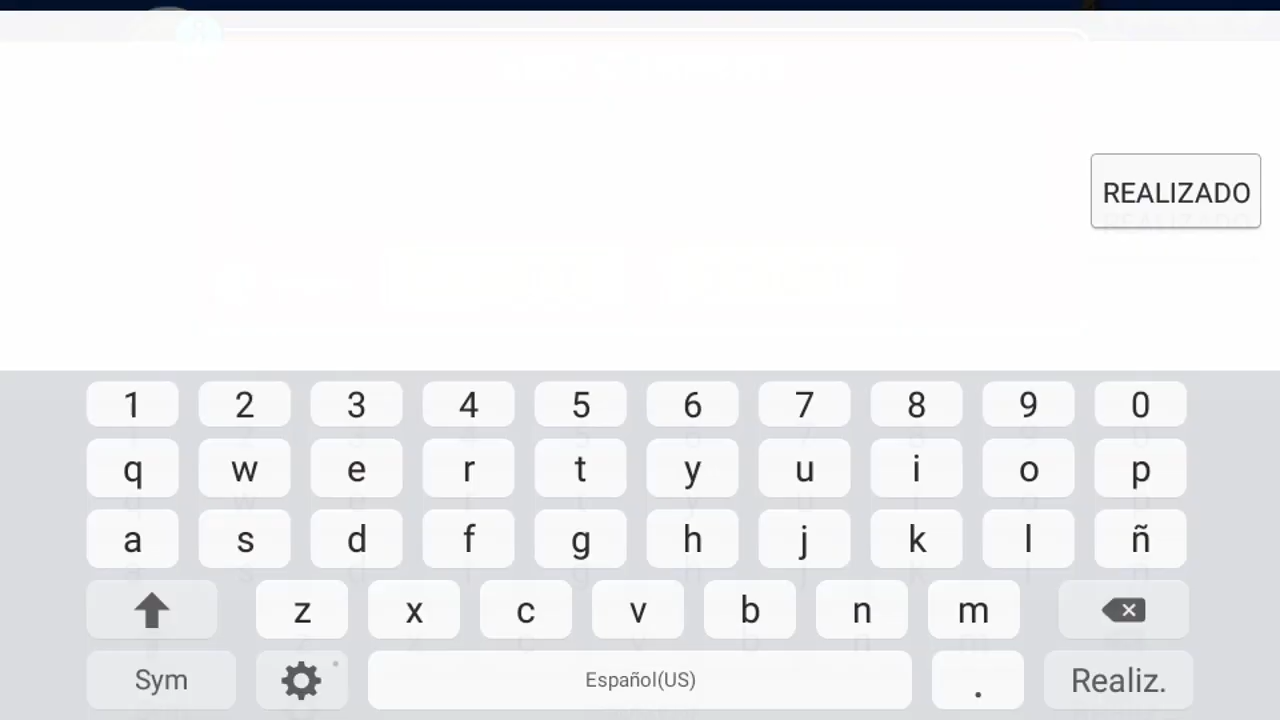 REALIZADO
1 2 3 4 5 6 7 8 9 0
q w e r t y u i o p
a s d f g h j k l ñ
z x c v b n m
Sym Español(US) . Realiz.